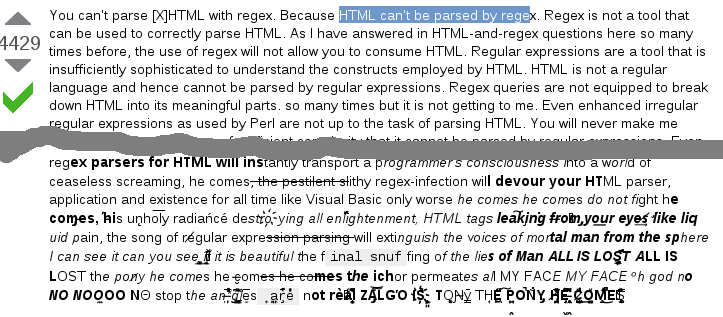 You can't parse [X]HTML with regex. Because HTML can't be parsed by regex. Regex is not a tool that
4429
can be used to correctly parse HTML. As I have answered in HTML-and-regex questions here so many
times before, the use of regex will not allow you to consume HTML. Regular expressions are a tool that is
insufficiently sophisticated to understand the constructs employed by HTML. HTML is not a regular
language and hence cannot be parsed by regular expressions. Regex queries are not equipped to break
down HTML into its meaningful parts. so many times but it is not getting to me. Even enhanced irregular
regular expressions as used by Perl are not up to the task of parsing HTML. You will never make me
regex parsers for HTML will instantly transport a programmer's consciousness into a world of
ceaseless screaming, he comes, the pestilent slithy regex-infection will devour your HTML parser,
application and existence for all time like Visual Basic only worse he comes he comes do not fight he
comes, his unholy radiańcé destroying all enlightenment, HTML tags leaking from your eyes like liq
uid pain, the song of regular expression parsing will extinguish the voices of mortal man from the sphere
I can see it can you see it it is beautiful the f inal snuf fing of the lies of Man ALL IS LOST ALL IS
LOST the pony he comes he comes he comes the ichor permeates all MY FACE MY FACE ᵒh god no
NO NOOOO NΘ stop the an gles are not real ZALGO IS TONY THE PONY HE COMES